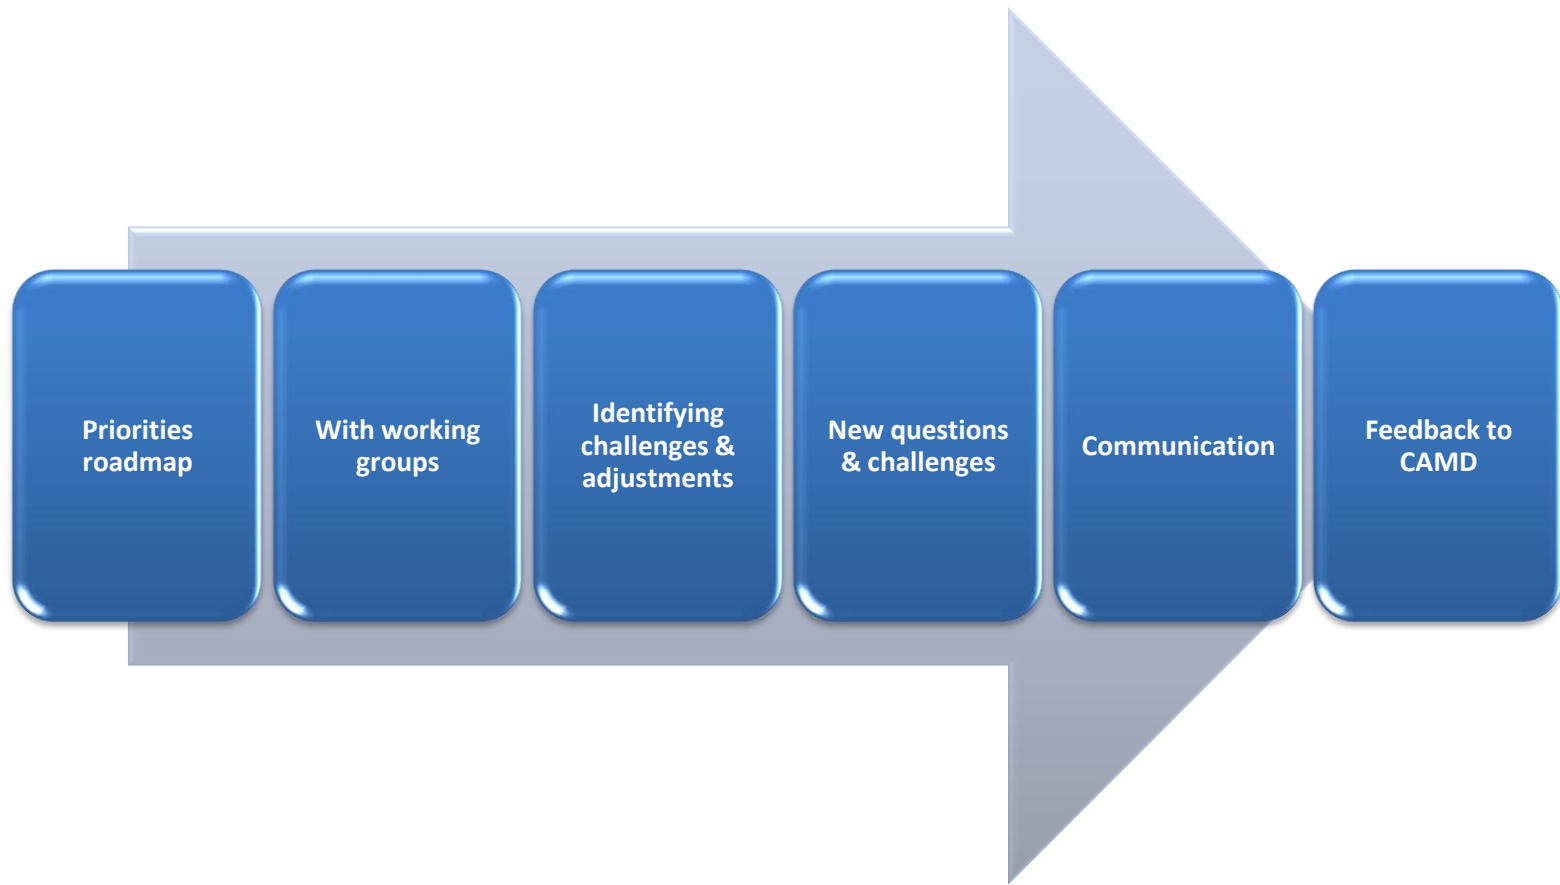 Priorities
roadmap
With working
groups
Identifying
challenges &
adjustments
New questions
& challenges
Communication
Feedback to
CAMD